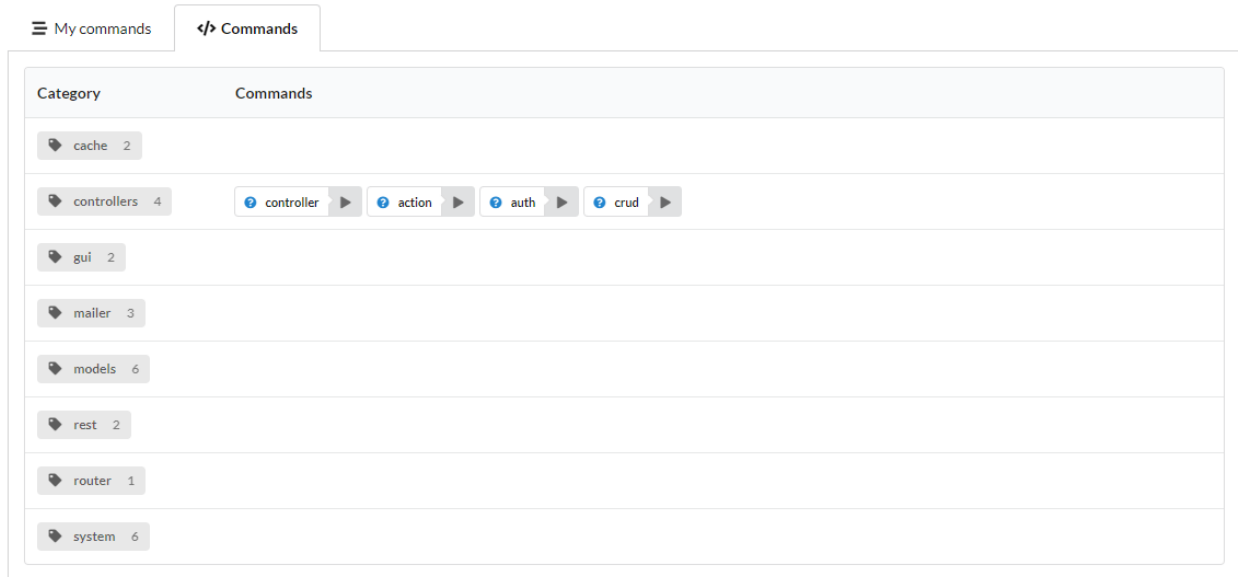 My commands </> Commands
Category Commands
cache 2
controllers 4 ? controller ? action ? auth ? crud
gui 2
mailer 3
models 6
rest 2
router 1
system 6